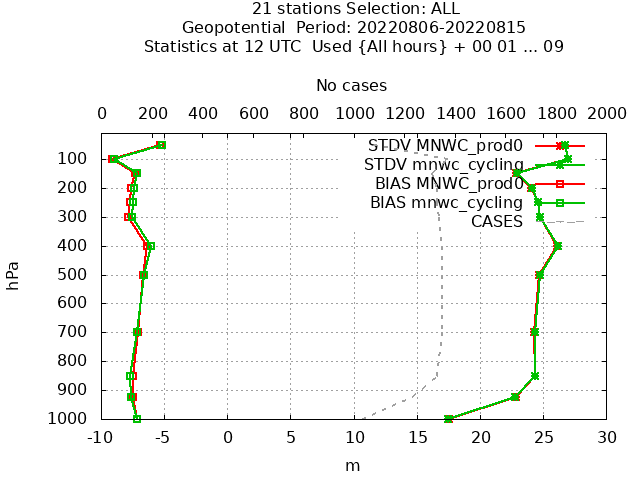 21 stations Selection: ALL
Geopotential  Period: 20220806-20220815
Statistics at 12 UTC  Used {All hours} + 00 01 ... 09
No cases
0 200 400 600 800 1000 1200 1400 1600 1800 2000
STDV MNWC_prod0
STDV mnwc_cycling
BIAS MNWC_prod0
BIAS mnwc_cycling
CASES
hPa
100
200
300
400
500
600
700
800
900
1000
-10 -5 0 5 10 15 20 25 30
m